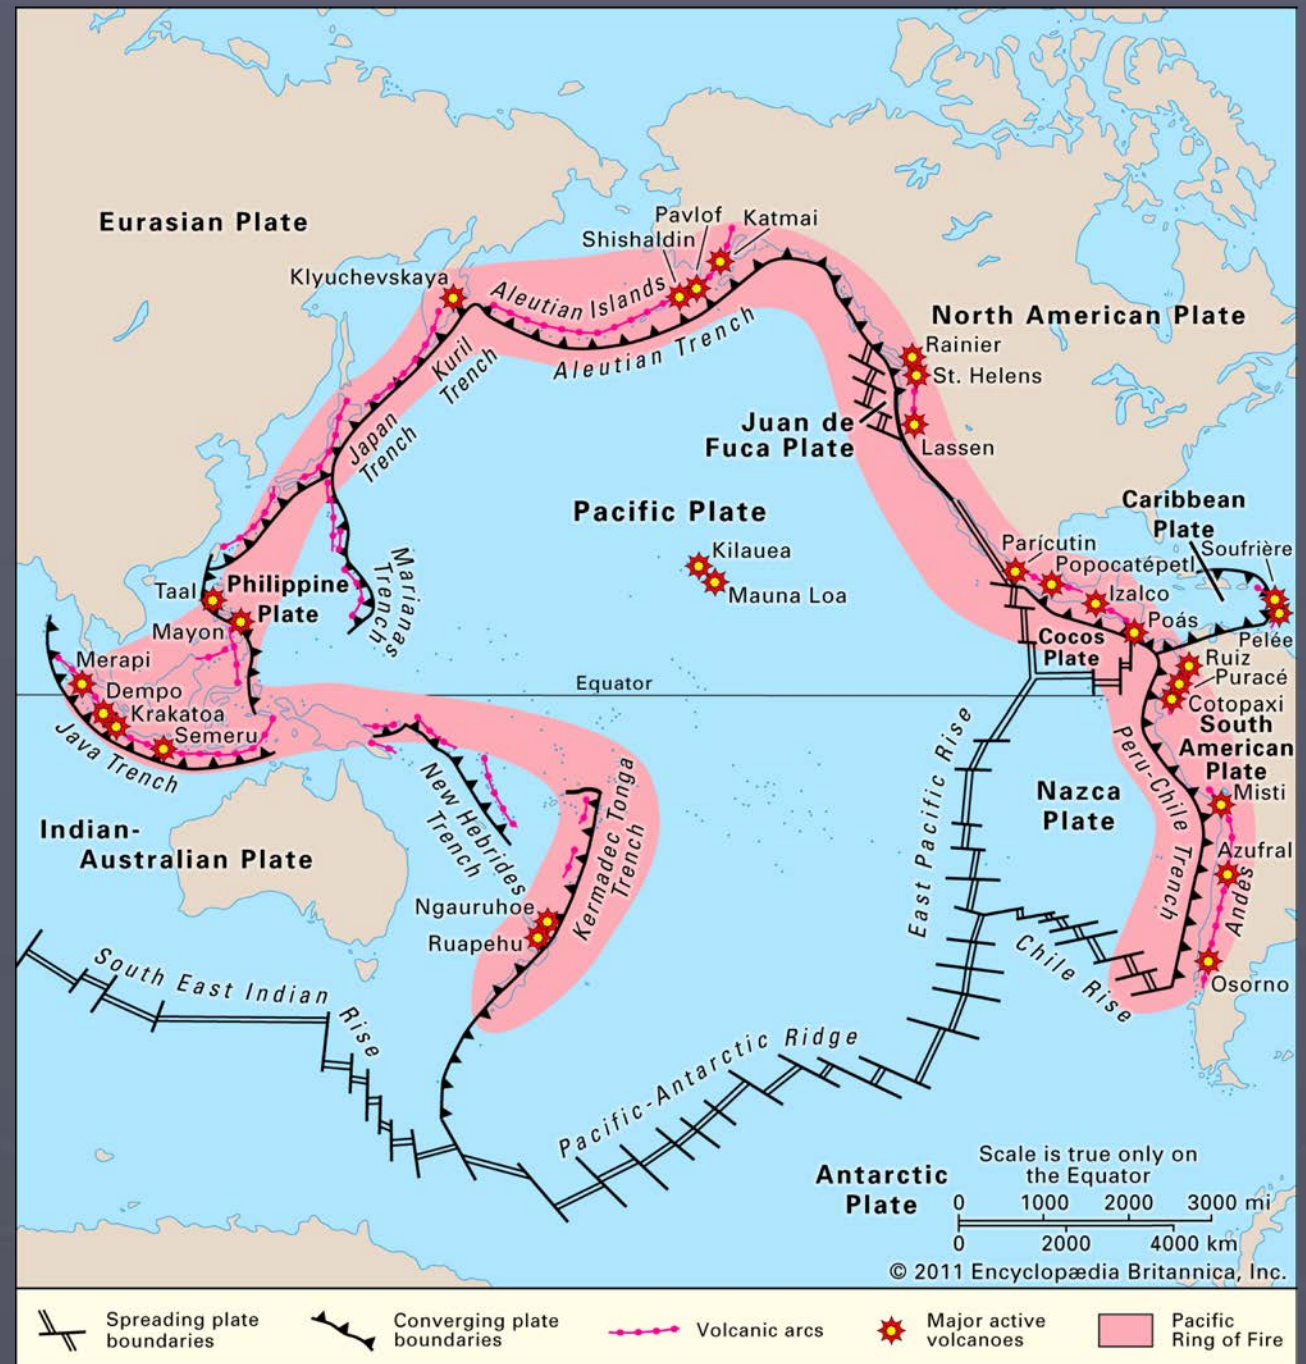 Eurasian Plate
Pavlof
Katmai
Shishaldin
Klyuchevskaya
Aleutian Islands
North American Plate
Aleutian Trench
Kuril
Trench
Rainier
St. Helens
Juan de
Fuca Plate
Lassen
Japan
Trench
Pacific Plate
Caribbean
Plate
Soufrière
Kilauea
Mauna Loa
Marianas
Trench
Parícutin
Popocatépetl
Izalco
Poás
Pelée
Taal
Philippine
Plate
Mayon
Cocos
Plate
Merapi
Dempo
Krakatoa
Semeru
Java Trench
Equator
Ruiz
Puracé
Cotopaxi
South
American
Plate
Misti
Peru-Chile
Trench
Nazca
Plate
East Pacific Rise
New Hebrides
Trench
Kermadec Tonga
Trench
Indian-
Australian Plate
Azufral
Andes
Ngauruhoe
Ruapehu
Chile Rise
Osorno
South East Indian Rise
Pacific-Antarctic Ridge
Antarctic
Plate
Scale is true only on
the Equator
0 1000 2000 3000 mi
0 2000 4000 km
© 2011 Encyclopædia Britannica, Inc.
Spreading plate
boundaries
Converging plate
boundaries
Volcanic arcs
Major active
volcanoes
Pacific
Ring of Fire